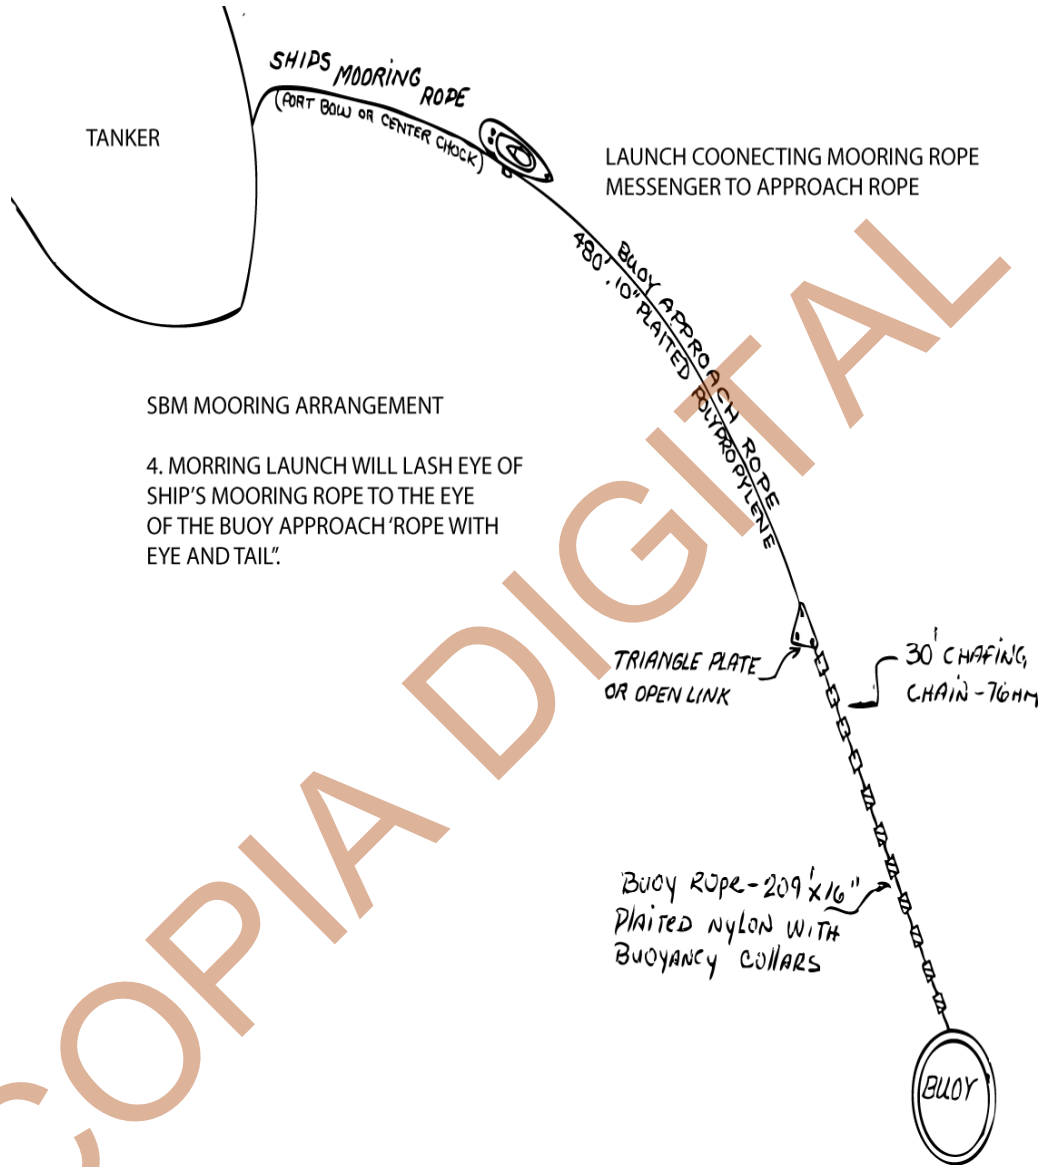 SHIPS MOORING ROPE
(PORT BOW OR CENTER CHOCK)
TANKER
LAUNCH COONECTING MOORING ROPE
MESSENGER TO APPROACH ROPE
BUOY APPROACH ROPE
480'. 10" PLAITED POLYPROPYLENE
SBM MOORING ARRANGEMENT
4. MORRING LAUNCH WILL LASH EYE OF
SHIP'S MOORING ROPE TO THE EYE
OF THE BUOY APPROACH 'ROPE WITH
EYE AND TAIL".
TRIANGLE PLATE
OR OPEN LINK
30' CHAFING
CHAIN-76MM
BUOY ROPE-209'X16"
PLAITED NYLON WITH
BUOYANCY COLLARS
BUOY
COPIA DIGITAL